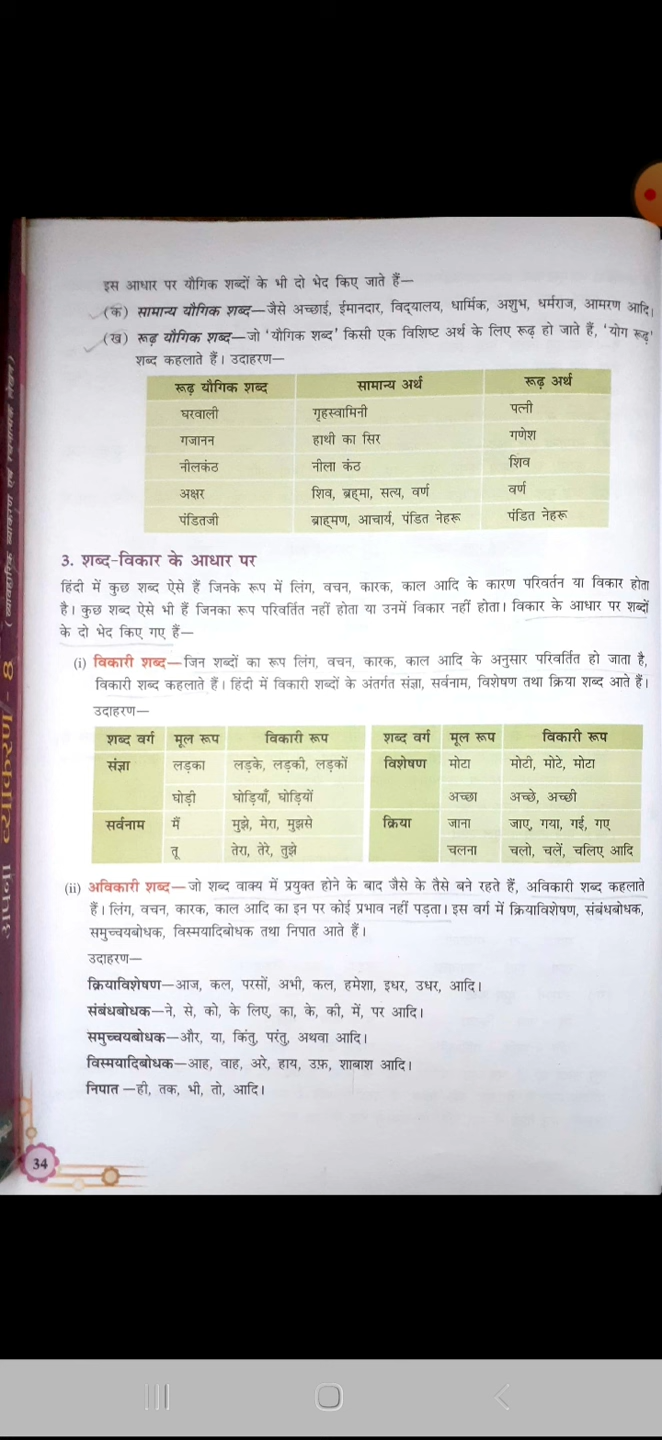 इस आधार पर यौगिक शब्दों के भी दो भेद किए जाते हैं—
(क) सामान्य यौगिक शब्द—जैसे अच्छाई, ईमानदार, विद्यालय, धार्मिक, अशुभ, धर्मराज, आमरण आदि।
(ख) रूढ़ यौगिक शब्द—जो 'यौगिक शब्द' किसी एक विशिष्ट अर्थ के लिए रूढ़ हो जाते हैं, 'योग रूढ़'
शब्द कहलाते हैं। उदाहरण—
रूढ़ यौगिक शब्द सामान्य अर्थ रूढ़ अर्थ
घरवाली गृहस्वामिनी पत्नी
गजानन हाथी का सिर गणेश
नीलकंठ नीला कंठ शिव
अक्षर शिव, ब्रह्मा, सत्य, वर्ण वर्ण
पंडितजी ब्राह्मण, आचार्य, पंडित नेहरू पंडित नेहरू
3. शब्द-विकार के आधार पर
हिंदी में कुछ शब्द ऐसे हैं जिनके रूप में लिंग, वचन, कारक, काल आदि के कारण परिवर्तन या विकार होता
है। कुछ शब्द ऐसे भी हैं जिनका रूप परिवर्तित नहीं होता या उनमें विकार नहीं होता। विकार के आधार पर शब्दों
के दो भेद किए गए हैं—
(i) विकारी शब्द—जिन शब्दों का रूप लिंग, वचन, कारक, काल आदि के अनुसार परिवर्तित हो जाता है,
विकारी शब्द कहलाते हैं। हिंदी में विकारी शब्दों के अंतर्गत संज्ञा, सर्वनाम, विशेषण तथा क्रिया शब्द आते हैं।
उदाहरण—
शब्द वर्ग मूल रूप विकारी रूप शब्द वर्ग मूल रूप विकारी रूप
संज्ञा लड़का लड़के, लड़की, लड़कों विशेषण मोटा मोटी, मोटे, मोटा
घोड़ी घोड़ियाँ, घोड़ियों अच्छा अच्छे, अच्छी
सर्वनाम मैं मुझे, मेरा, मुझसे क्रिया जाना जाए, गया, गई, गए
तू तेरा, तेरे, तुझे चलना चलो, चलें, चलिए आदि
(ii) अविकारी शब्द—जो शब्द वाक्य में प्रयुक्त होने के बाद जैसे के तैसे बने रहते हैं, अविकारी शब्द कहलाते
हैं। लिंग, वचन, कारक, काल आदि का इन पर कोई प्रभाव नहीं पड़ता। इस वर्ग में क्रियाविशेषण, संबंधबोधक,
समुच्चयबोधक, विस्मयादिबोधक तथा निपात आते हैं।
उदाहरण—
क्रियाविशेषण—आज, कल, परसों, अभी, कल, हमेशा, इधर, उधर, आदि।
संबंधबोधक—ने, से, को, के लिए, का, के, की, में, पर आदि।
समुच्चयबोधक—और, या, किंतु, परंतु, अथवा आदि।
विस्मयादिबोधक—आह, वाह, अरे, हाय, उफ़, शाबाश आदि।
निपात —ही, तक, भी, तो, आदि।
34
अपना व्याकरण - 8 (व्यावहारिक व्याकरण एवं रचनात्मक लेखन)